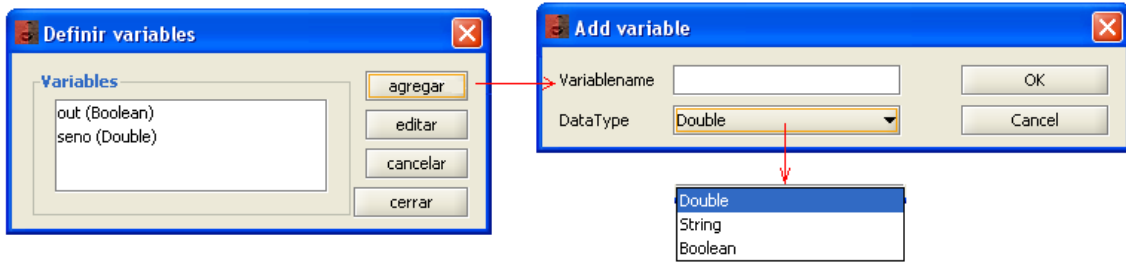 Definir variables
Variables
out (Boolean)
seno (Double)
agregar
editar
cancelar
cerrar
Add variable
Variablename
OK
DataType Double Cancel
Double
String
Boolean